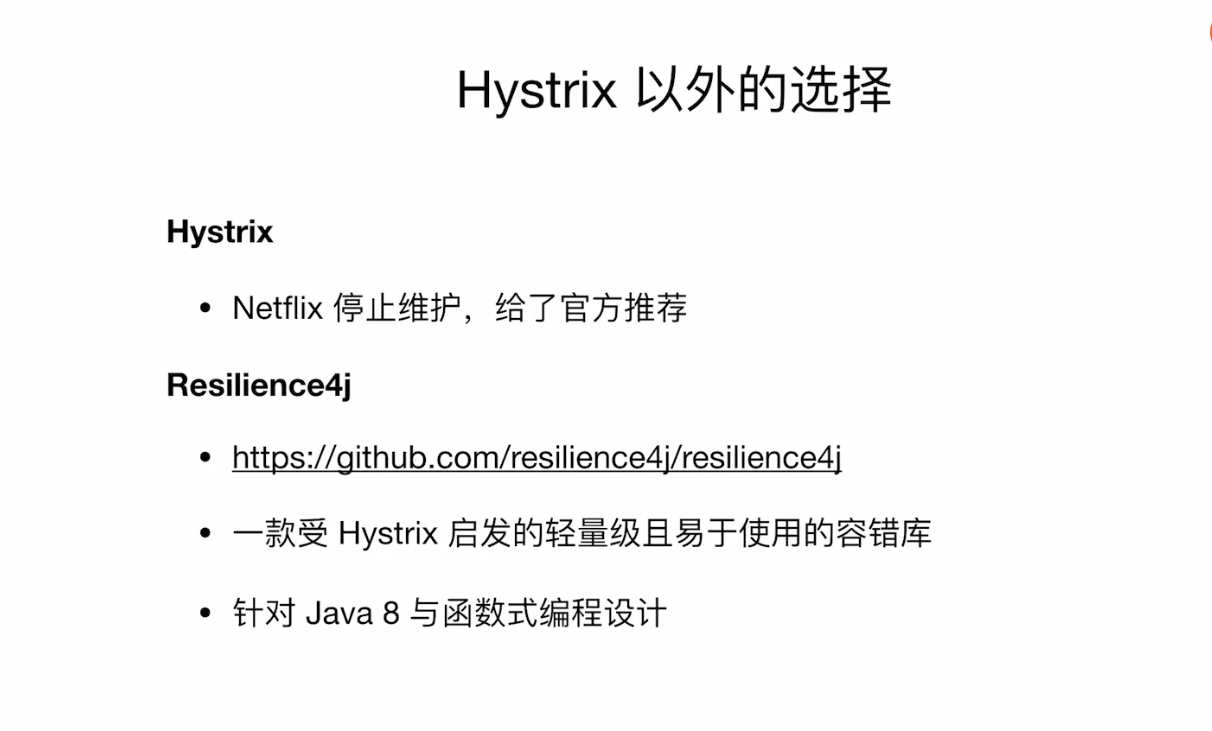 Hystrix 以外的选择
Hystrix
• Netflix 停止维护，给了官方推荐
Resilience4j
• https://github.com/resilience4j/resilience4j
• 一款受 Hystrix 启发的轻量级且易于使用的容错库
• 针对 Java 8 与函数式编程设计